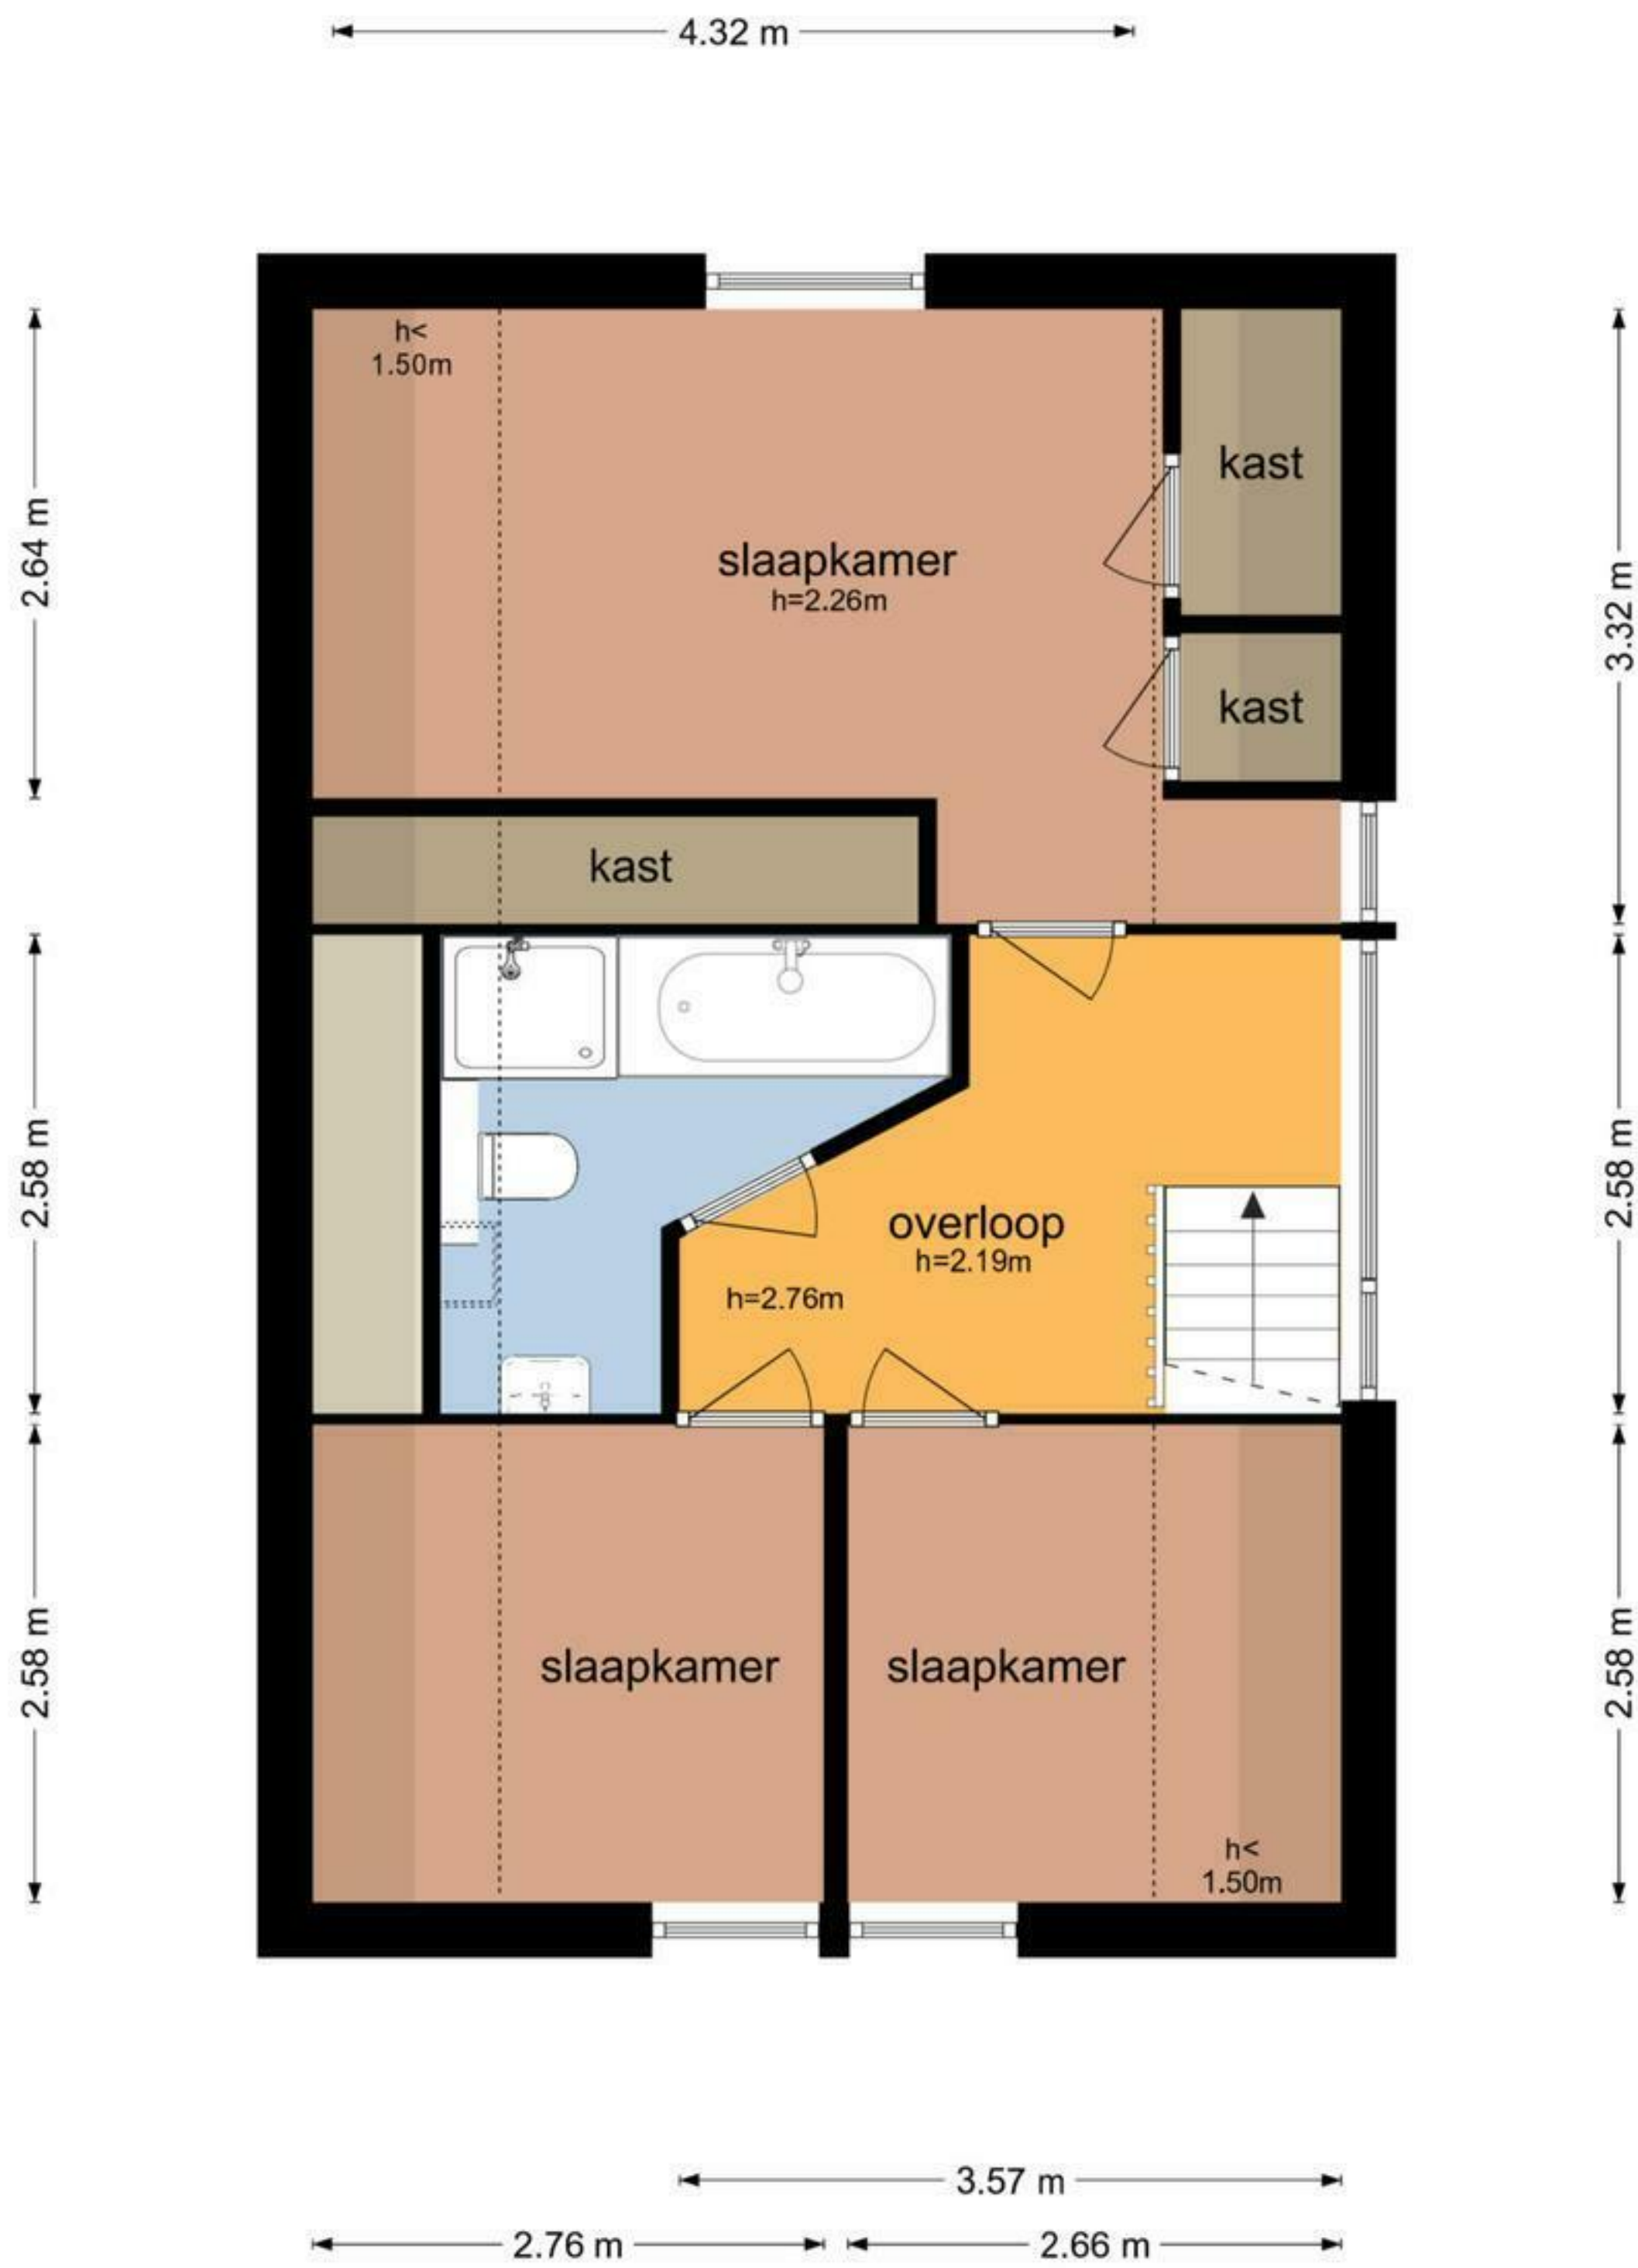 4.32 m
h<
1.50m
kast
2.64 m
slaapkamer
h=2.26m
3.32 m
kast
kast
2.58 m
2.58 m
overloop
h=2.19m
h=2.76m
slaapkamer
slaapkamer
2.58 m
2.58 m
h<
1.50m
3.57 m
2.76 m
2.66 m